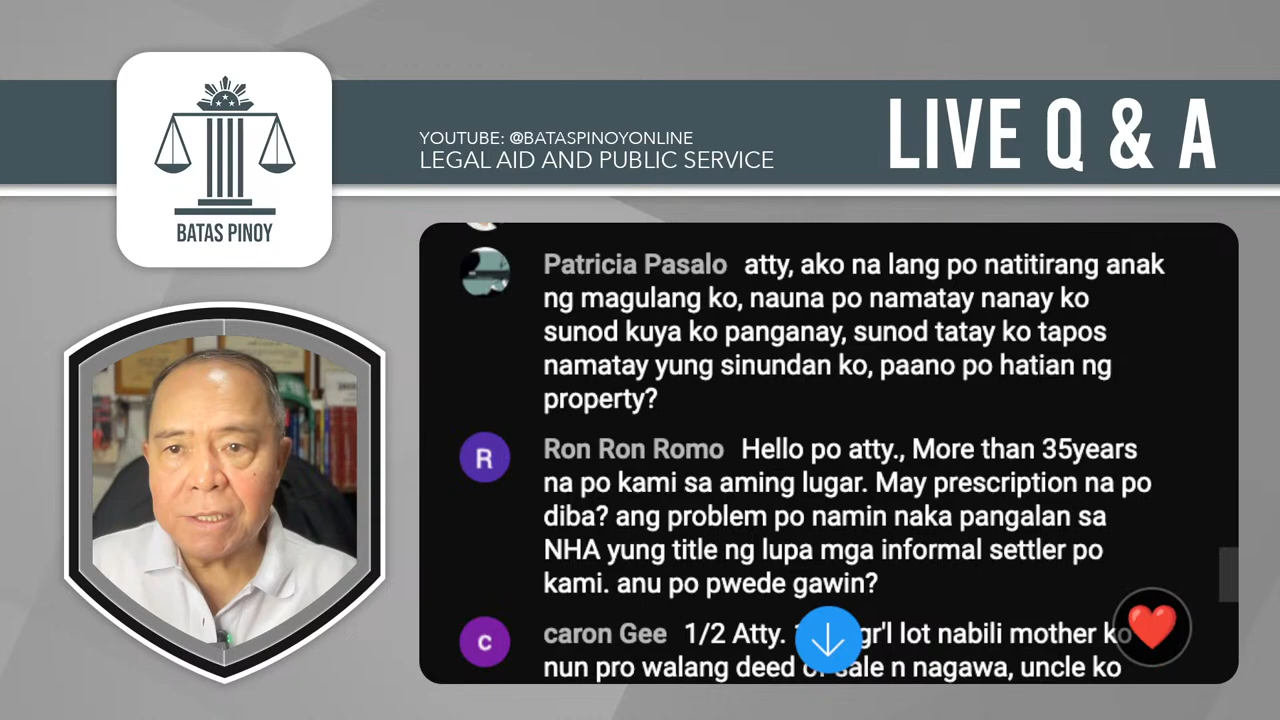 YOUTUBE: @BATASPINOYONLINE
LEGAL AID AND PUBLIC SERVICE
LIVE Q & A
BATAS PINOY
Patricia Pasalo atty, ako na lang po natitirang anak
ng magulang ko, nauna po namatay nanay ko
sunod kuya ko panganay, sunod tatay ko tapos
namatay yung sinundan ko, paano po hatian ng
property?
R
Ron Ron Romo Hello po atty., More than 35years
na po kami sa aming lugar. May prescription na po
diba? ang problem po namin naka pangalan sa
NHA yung title ng lupa mga informal settler po
kami. anu po pwede gawin?
c
caron Gee 1/2 Atty. gr'l lot nabili mother ko
nun pro walang deed of sale n nagawa, uncle ko